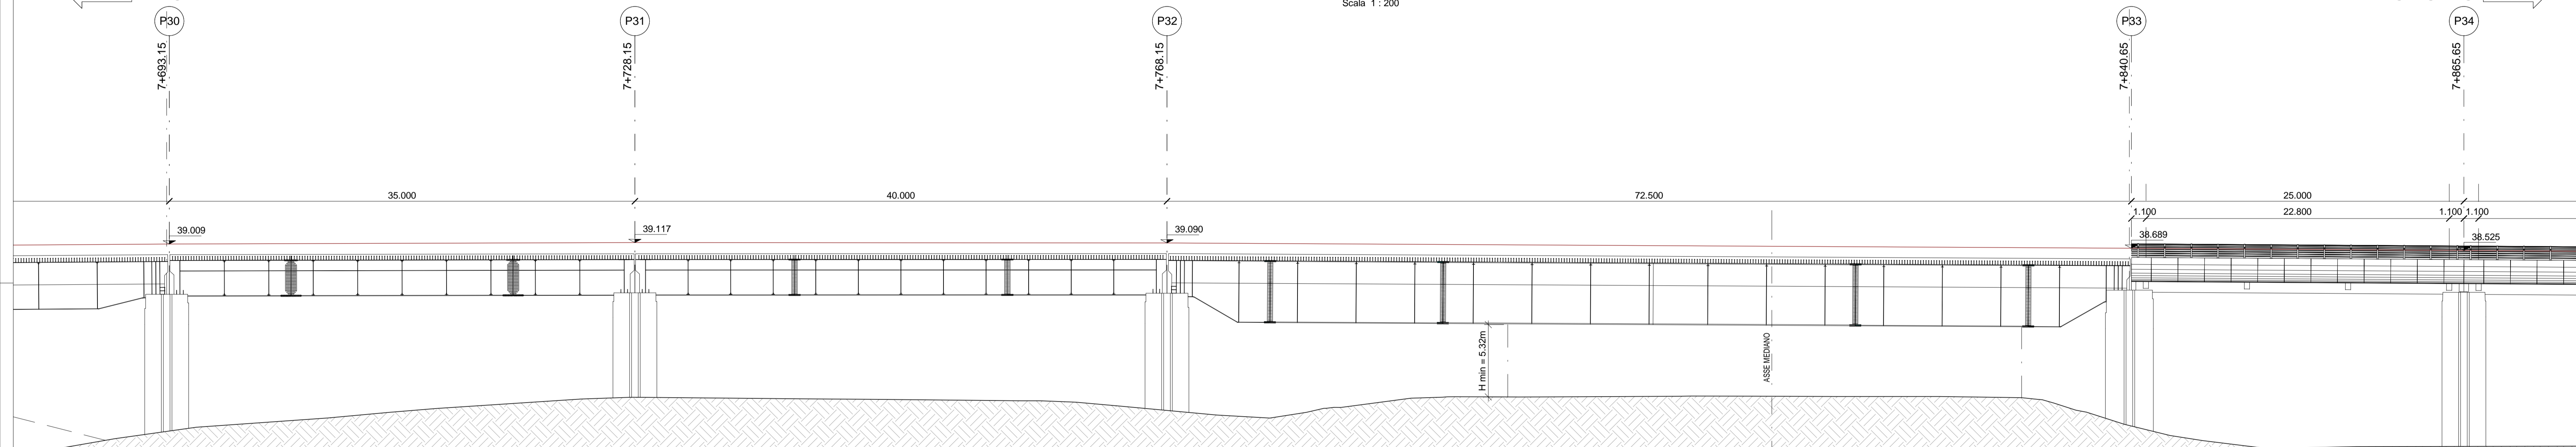 Scala 1 : 200
P30
P31
P32
P33
P34
7+693.15
7+728.15
7+768.15
7+840.65
7+865.65
35.000
40.000
72.500
25.000
1.100
22.800
1.100
1.100
39.009
39.117
39.090
38.689
38.525
H min = 5.32m
ASSE MEDIANO